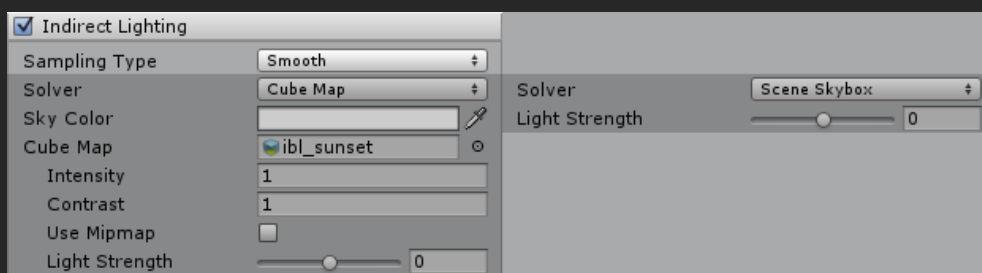 Indirect Lighting
Sampling Type Smooth
Solver Cube Map
Sky Color
Cube Map ibl_sunset
Intensity 1
Contrast 1
Use Mipmap
Light Strength 0
Solver Scene Skybox
Light Strength 0